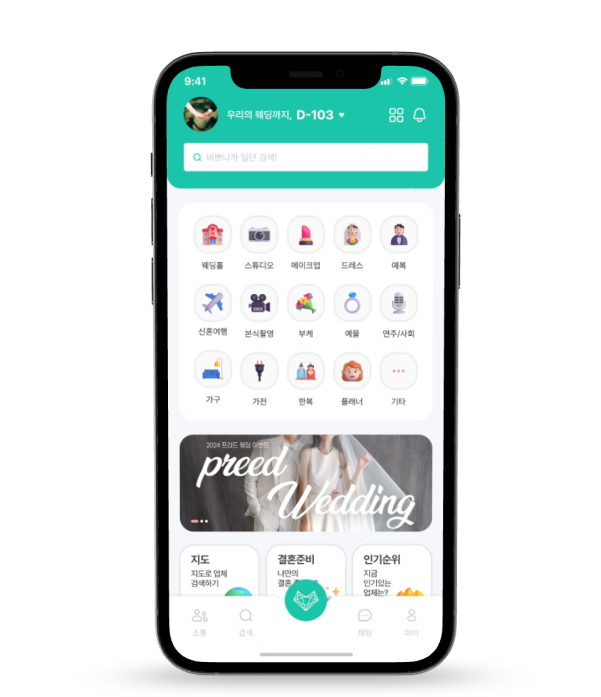 9:41
우리의 웨딩까지, D-103
바쁘니까 일단 검색!
웨딩홀 스튜디오 메이크업 드레스 예복
신혼여행 본식촬영 부케 예물 연주/사회
가구 가전 한복 플래너 기타
2024 프리드 웨딩 이벤트
preed
Wedding
지도
지도로 업체
검색하기
결혼준비
나만의
결혼
인기순위
지금
인기있는
업체는?
소통 검색 채팅 마이